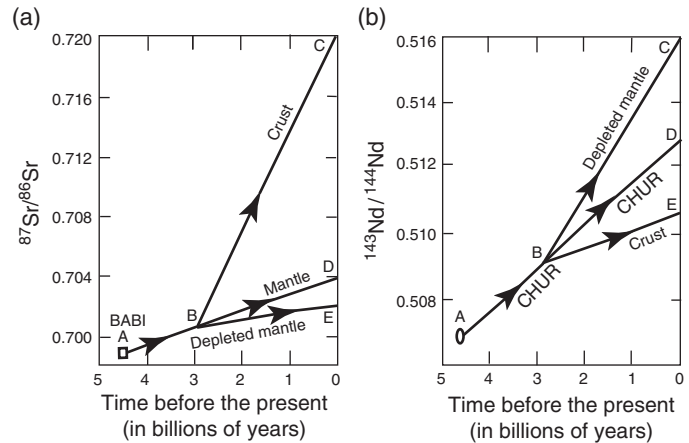 (a)
0.720
0.716
0.712
0.708
0.704
0.700
87Sr/86Sr
C
Crust
D
Mantle
B
E
Depleted mantle
BABI
A
5 4 3 2 1 0
Time before the present
(in billions of years)
(b)
0.516
0.514
0.512
0.510
0.508
143Nd/144Nd
C
Depleted mantle
D
CHUR
E
B
Crust
CHUR
A
5 4 3 2 1 0
Time before the present
(in billions of years)